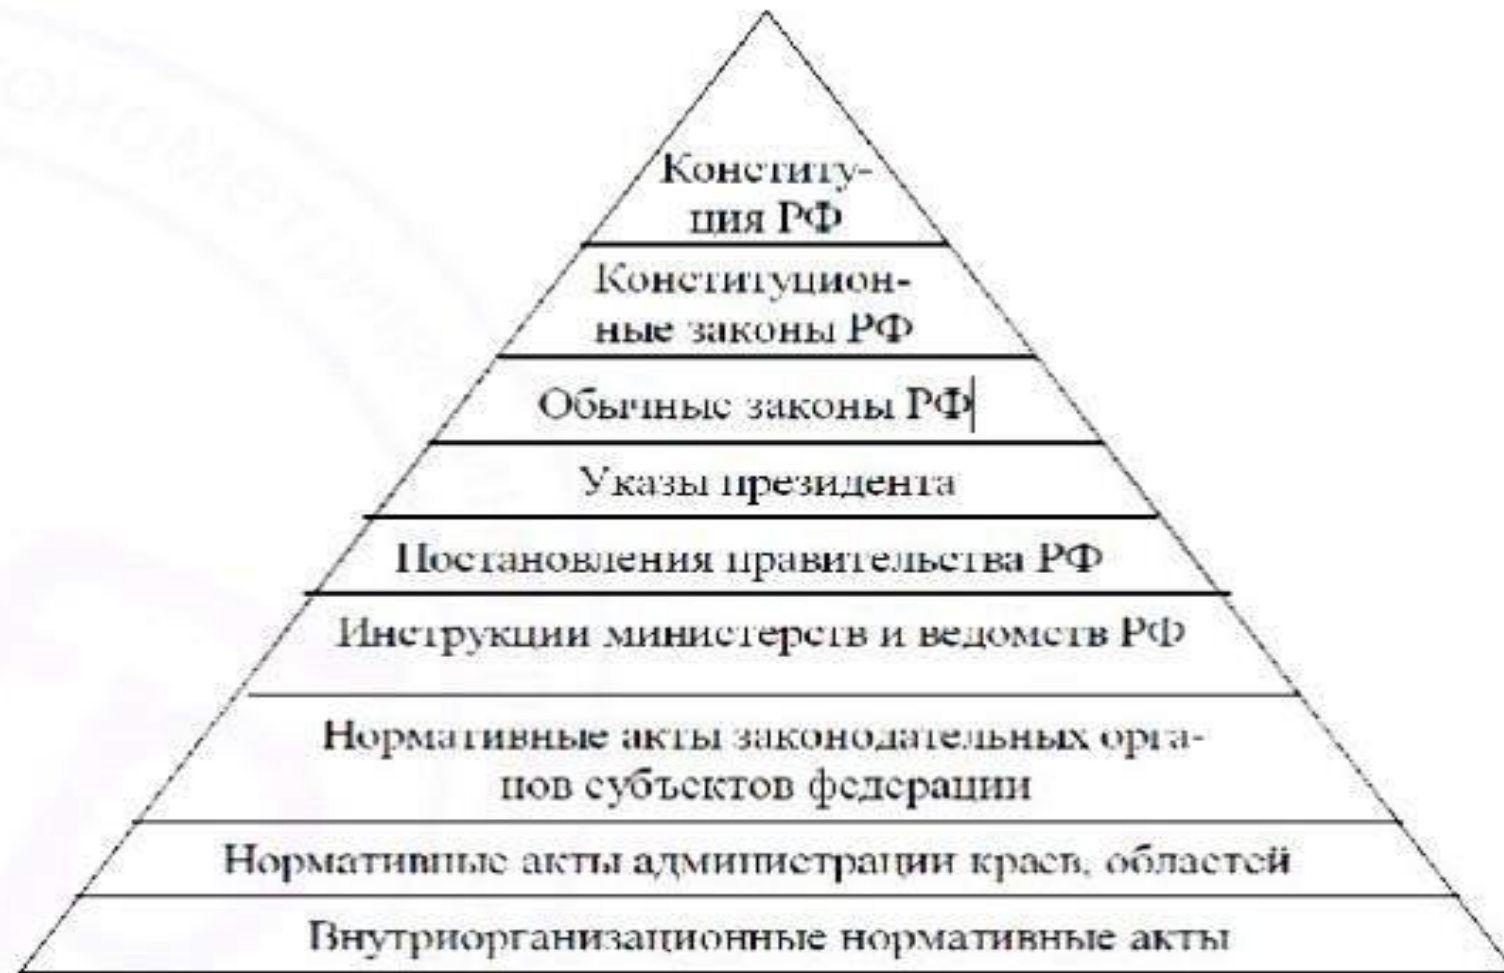 Конститу-
ция РФ
Конституцион-
ные законы РФ
Обычные законы РФ
Указы президента
Постановления правительства РФ
Инструкции министерств и ведомств РФ
Нормативные акты законодательных орга-
нов субъектов федерации
Нормативные акты администрации краев, областей
Внутриорганизационные нормативные акты